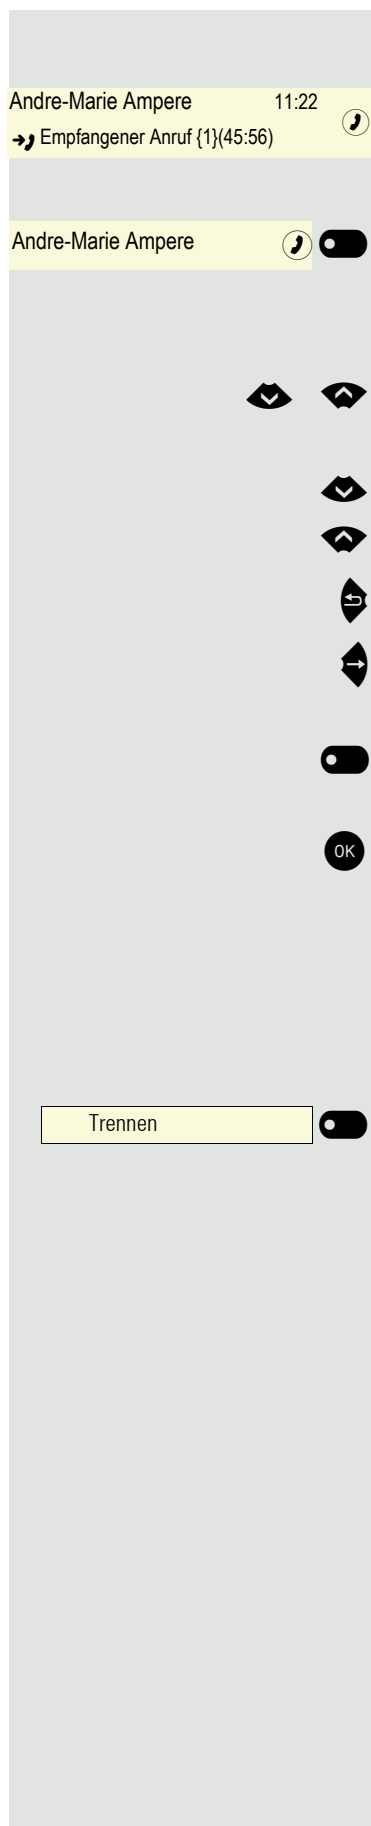 Andre-Marie Ampere 11:22
Empfangener Anruf {1}(45:56)
Andre-Marie Ampere
OK
Trennen